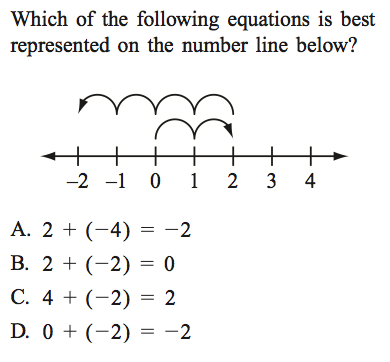 Which of the following equations is best
represented on the number line below?
−2 −1 0 1 2 3 4
A. 2 + (−4) = −2
B. 2 + (−2) = 0
C. 4 + (−2) = 2
D. 0 + (−2) = −2